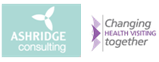 ASHRIDGE
consulting
Changing
HEALTH VISITING
together